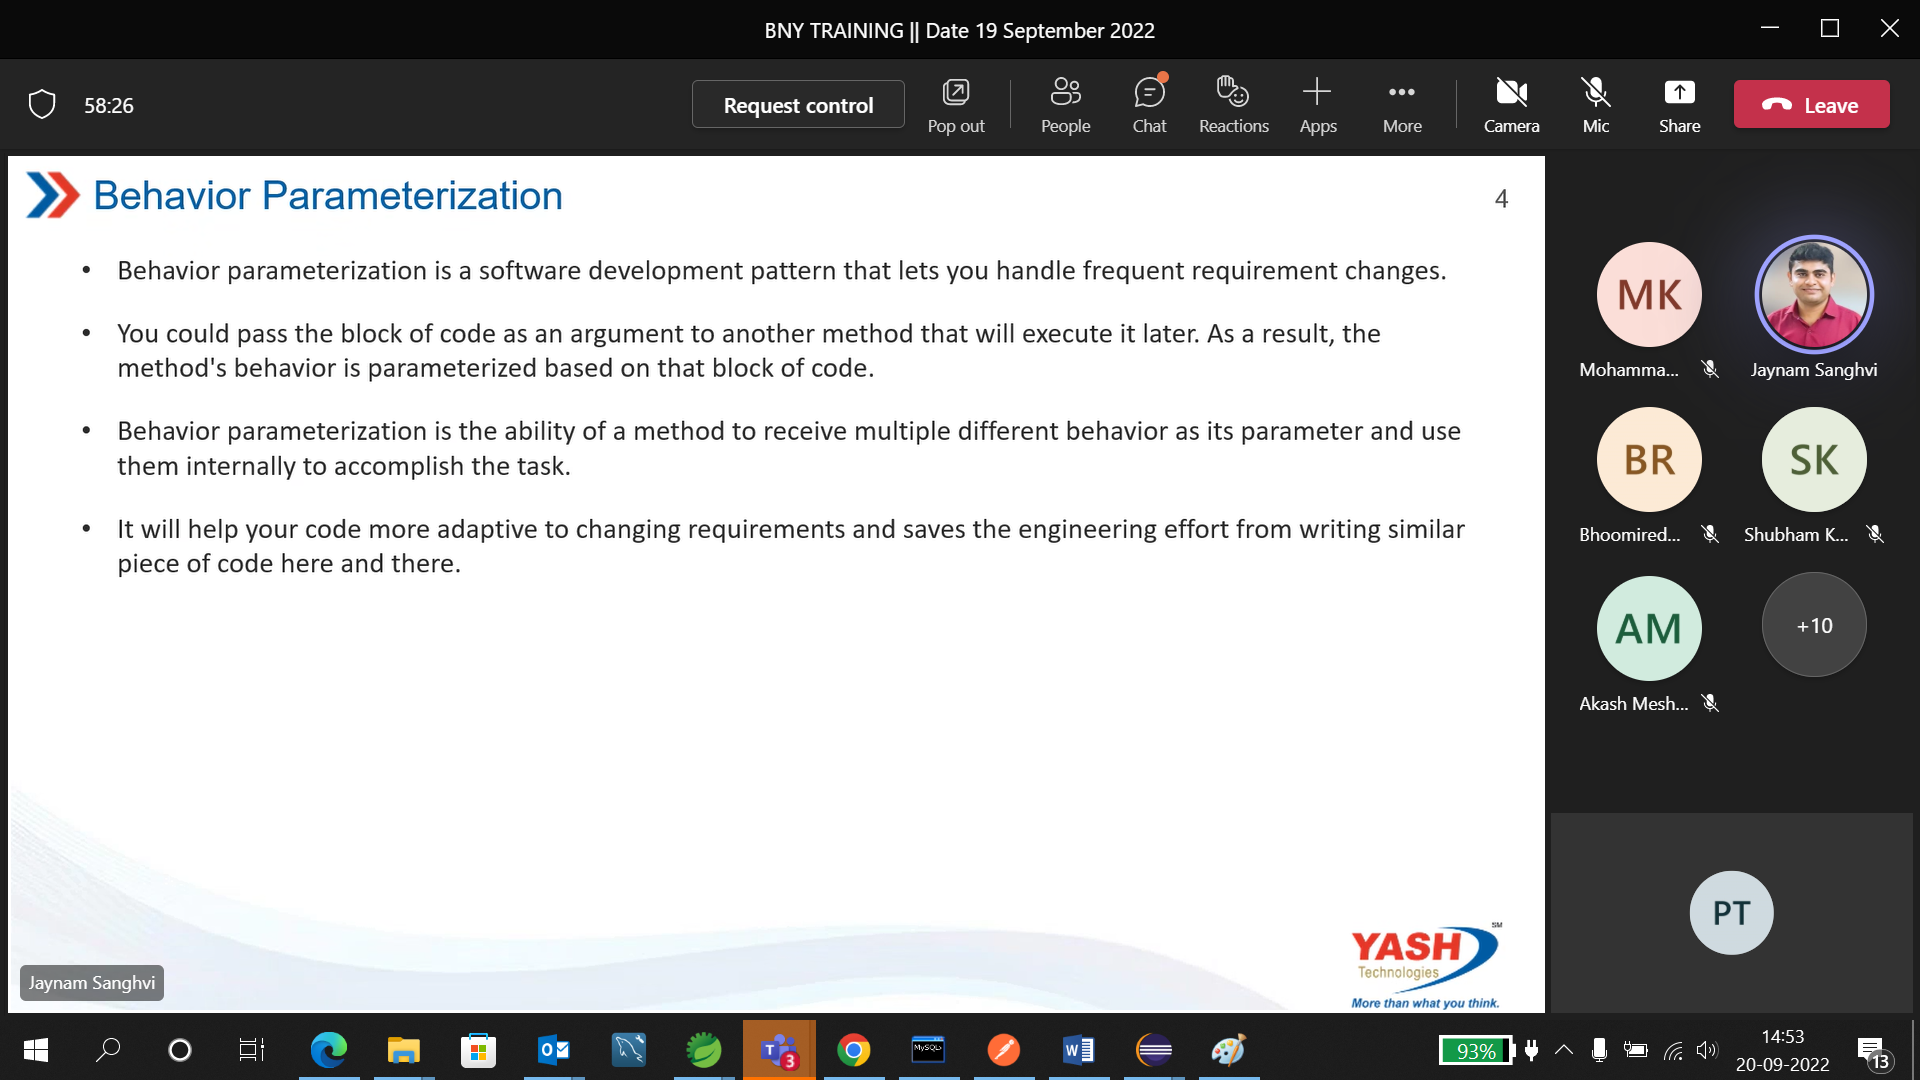 BNY TRAINING || Date 19 September 2022
58:26
Request control
Pop out
People
Chat
Reactions
Apps
More
Camera
Mic
Share
Leave
Behavior Parameterization
4
• Behavior parameterization is a software development pattern that lets you handle frequent requirement changes.
• You could pass the block of code as an argument to another method that will execute it later. As a result, the
method's behavior is parameterized based on that block of code.
• Behavior parameterization is the ability of a method to receive multiple different behavior as its parameter and use
them internally to accomplish the task.
• It will help your code more adaptive to changing requirements and saves the engineering effort from writing similar
piece of code here and there.
MK
Mohamma...
Jaynam Sanghvi
BR
Bhoomired...
SK
Shubham K...
AM
Akash Mesh...
+10
PT
Jaynam Sanghvi
YASH SM
Technologies
More than what you think.
T
3
MySQL
93%
14:53
20-09-2022
13